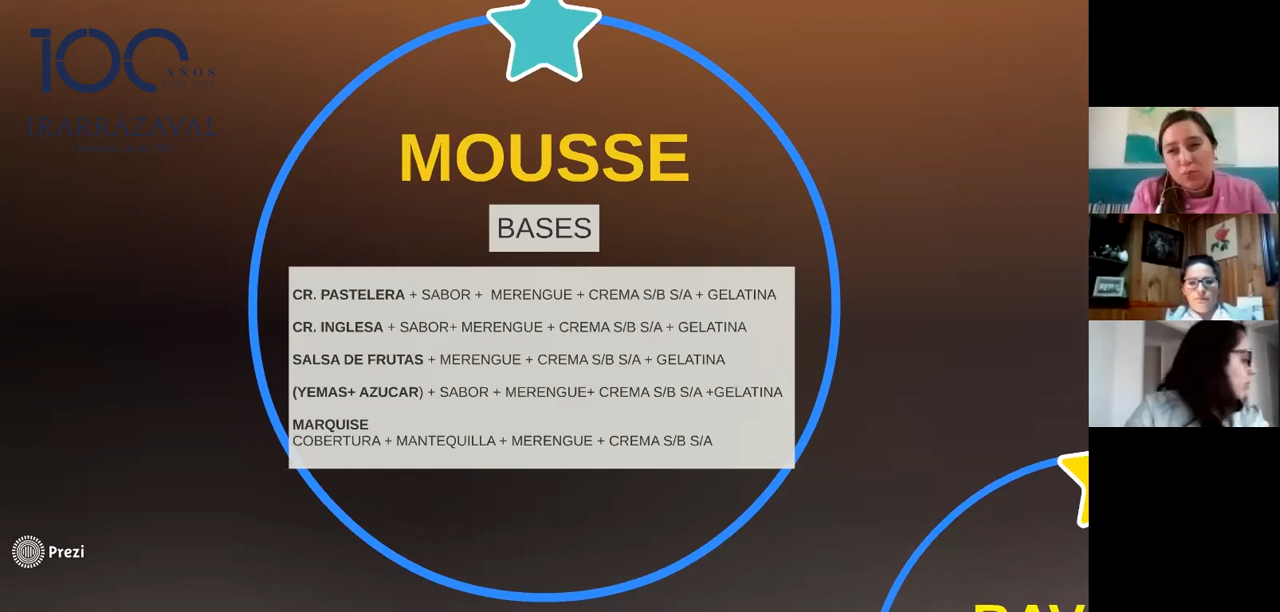 100
AÑOS
IRARRÁZAVAL
MOUSSE
BASES
CR. PASTELERA + SABOR + MERENGUE + CREMA S/B S/A + GELATINA
CR. INGLESA + SABOR+ MERENGUE + CREMA S/B S/A + GELATINA
SALSA DE FRUTAS + MERENGUE + CREMA S/B S/A + GELATINA
(YEMAS+ AZUCAR) + SABOR + MERENGUE+ CREMA S/B S/A +GELATINA
MARQUISE
COBERTURA + MANTEQUILLA + MERENGUE + CREMA S/B S/A
Prezi